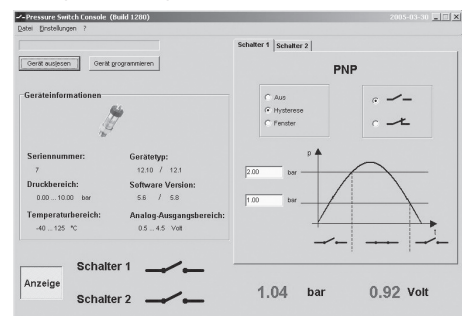 Pressure Switch Console (Build 1280)
2005-03-30
Datei Einstellungen ?
Gerät auslesen
Gerät programmieren
Geräteinformationen
Seriennummer:
Gerätetyp:
7
12.10 / 12.1
Druckbereich:
Software Version:
0.00 ... 10.00 bar
5.6 / 5.8
Temperaturbereich:
Analog-Ausgangsbereich:
-40 ... 125 °C
0.5 ... 4.5 Volt
Schalter 1
Schalter 2
PNP
Aus
Hysterese
Fenster
p
2.00 bar
1.00 bar
t
Anzeige
Schalter 1
Schalter 2
1.04 bar
0.92 Volt